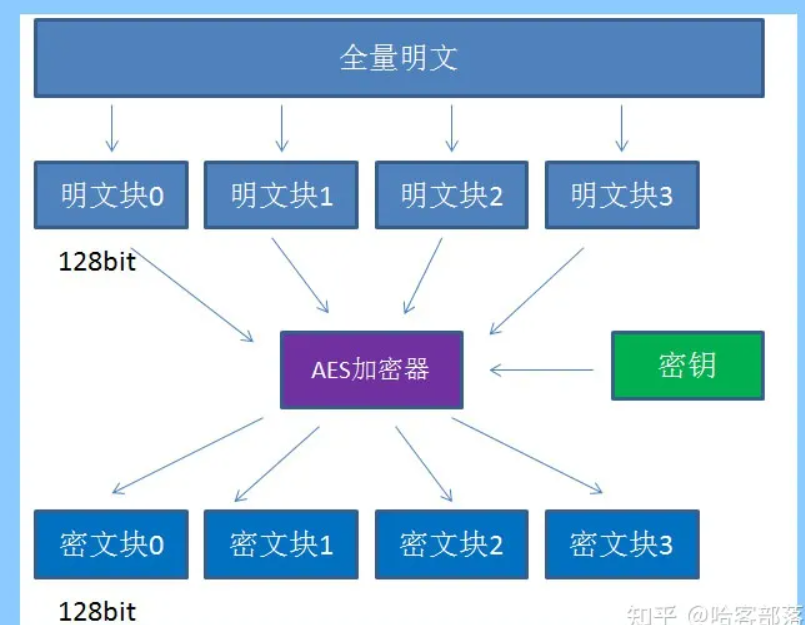 全量明文
明文块0 明文块1 明文块2 明文块3
128bit
AES加密器 密钥
密文块0 密文块1 密文块2 密文块3
128bit
知乎 @哈客部落